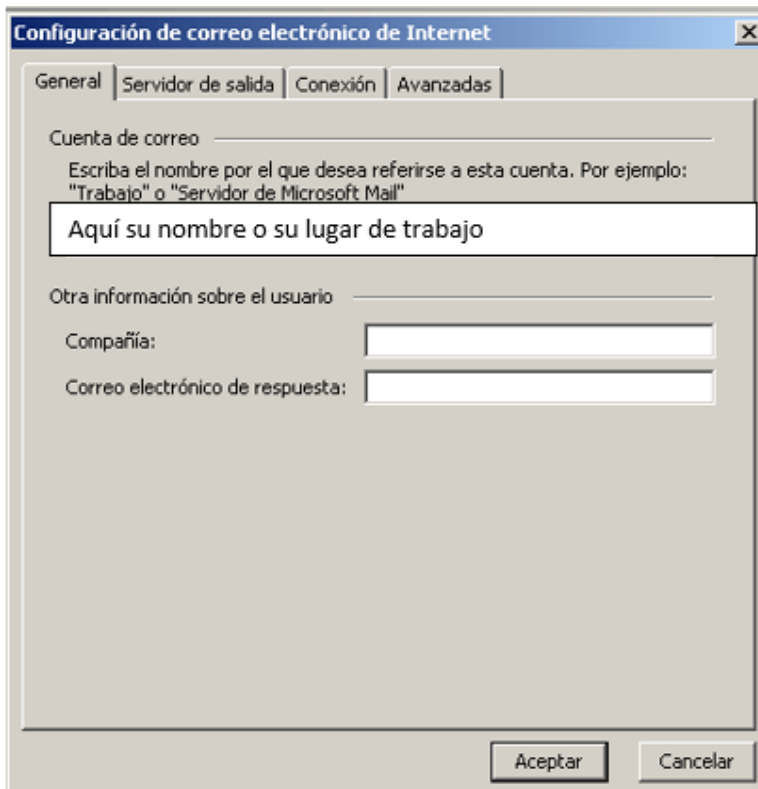 Configuración de correo electrónico de Internet
General Servidor de salida Conexión Avanzadas
Cuenta de correo
Escriba el nombre por el que desea referirse a esta cuenta. Por ejemplo:
"Trabajo" o "Servidor de Microsoft Mail"
Aquí su nombre o su lugar de trabajo
Otra información sobre el usuario
Compañía:
Correo electrónico de respuesta:
Aceptar Cancelar